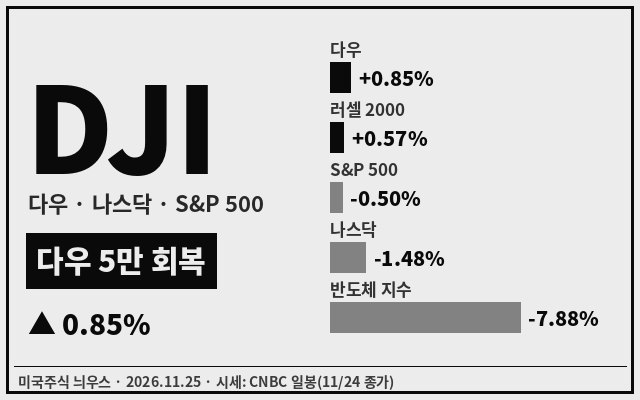 DJI
다우 · 나스닥 · S&P 500
다우 5만 회복
▲ 0.85%
다우
+0.85%
러셀 2000
+0.57%
S&P 500
-0.50%
나스닥
-1.48%
반도체 지수
-7.88%
미국주식 늬우스 · 2026.11.25 · 시세: CNBC 일봉(11/24 종가)